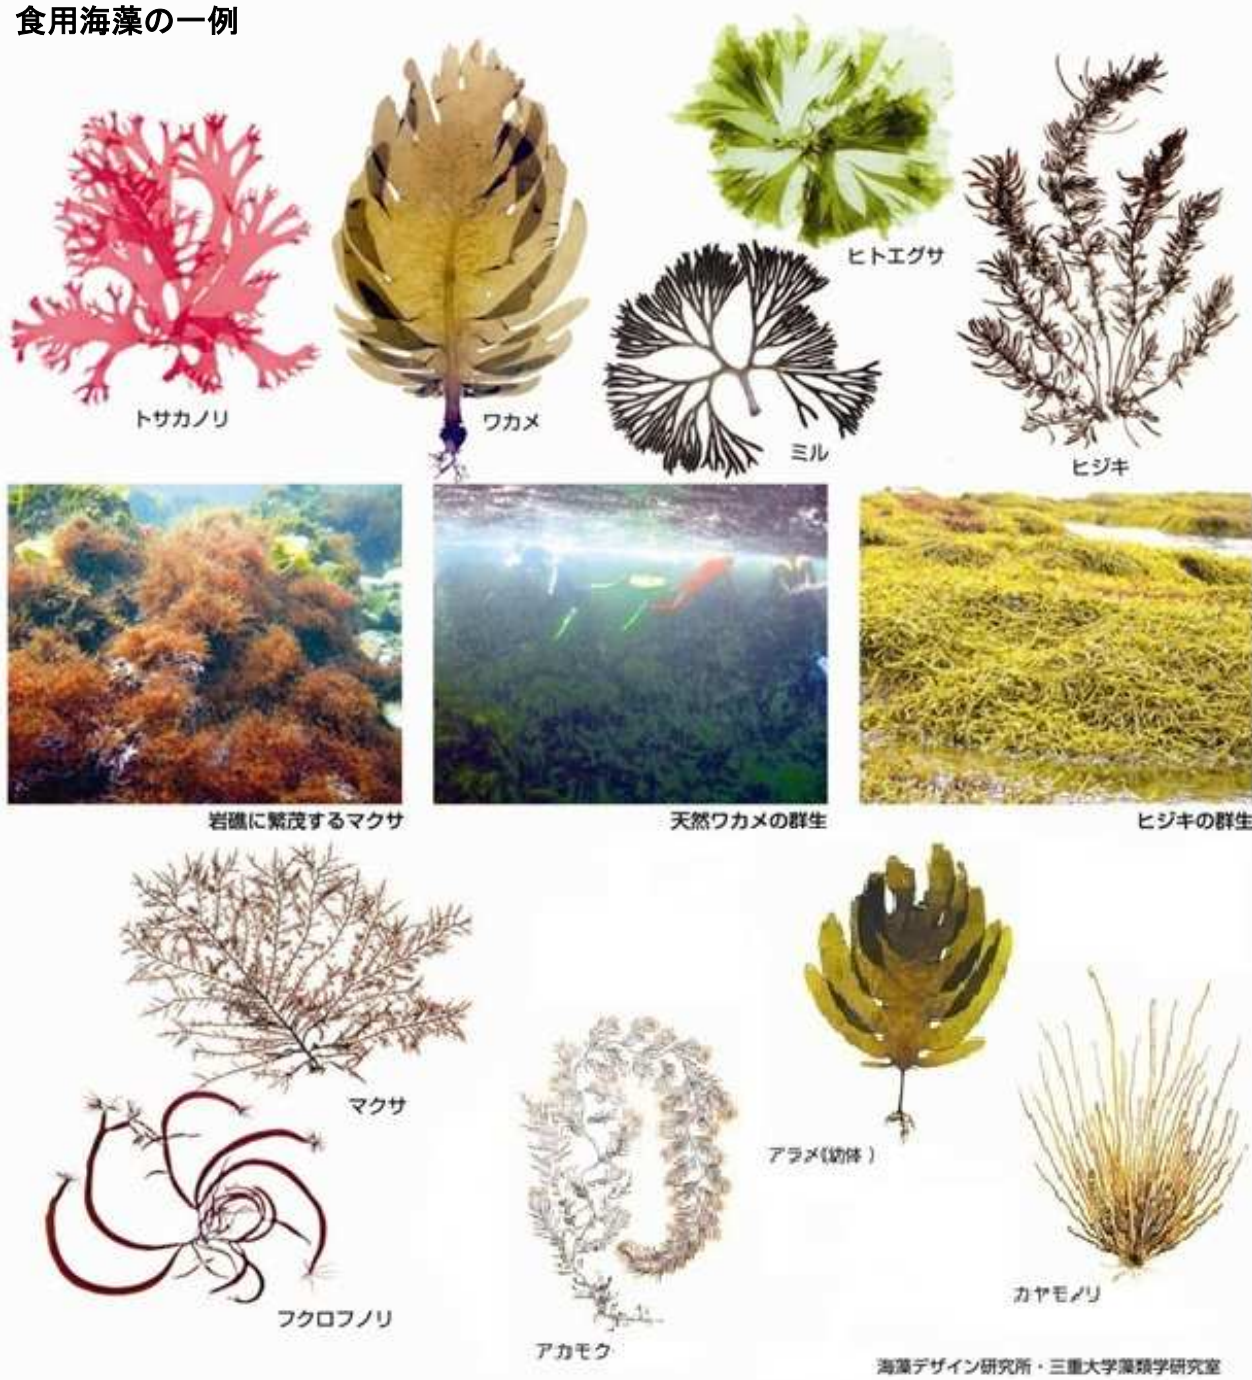 食用海藻の一例
トサカノリ
ワカメ
ヒトエグサ
ミル
ヒジキ
岩礁に繁茂するマクサ
天然ワカメの群生
ヒジキの群生
マクサ
フクロフノリ
アカモク
アラメ(幼体 )
カヤモノリ
海藻デザイン研究所・三重大学藻類学研究室